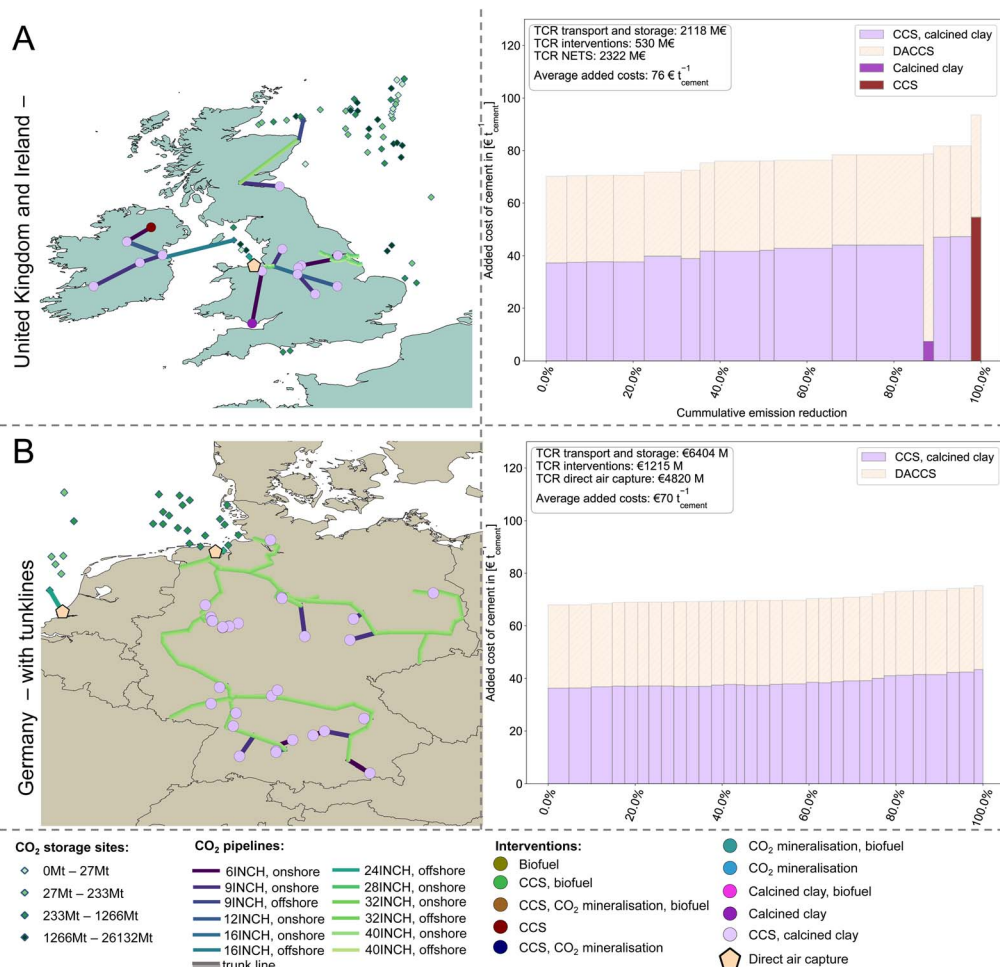 A
United Kingdom and Ireland –
TCR transport and storage: 2118 M€
TCR interventions: 530 M€
TCR NETS: 2322 M€
Average added costs: 76 € t⁻¹cement
CCS, calcined clay
DACCS
Calcined clay
CCS
Added cost of cement in [€ t⁻¹cement]
120
100
80
60
40
20
0
0.0%
20.0%
40.0%
60.0%
80.0%
100.0%
Cummulative emission reduction
B
Germany – with tunklines
TCR transport and storage: €6404 M
TCR interventions: €1215 M
TCR direct air capture: €4820 M
Average added costs: €70 t⁻¹cement
CCS, calcined clay
DACCS
Added cost of cement in [€ t⁻¹cement]
120
100
80
60
40
20
0
0.0%
20.0%
40.0%
60.0%
80.0%
100.0%
CO₂ storage sites:
0Mt – 27Mt
27Mt – 233Mt
233Mt – 1266Mt
1266Mt – 26132Mt
CO₂ pipelines:
6INCH, onshore
9INCH, onshore
9INCH, offshore
12INCH, onshore
16INCH, onshore
16INCH, offshore
trunk line
24INCH, offshore
28INCH, onshore
32INCH, onshore
32INCH, offshore
40INCH, onshore
40INCH, offshore
Interventions:
Biofuel
CCS, biofuel
CCS, CO₂ mineralisation, biofuel
CCS
CCS, CO₂ mineralisation
CO₂ mineralisation, biofuel
CO₂ mineralisation
Calcined clay, biofuel
Calcined clay
CCS, calcined clay
Direct air capture